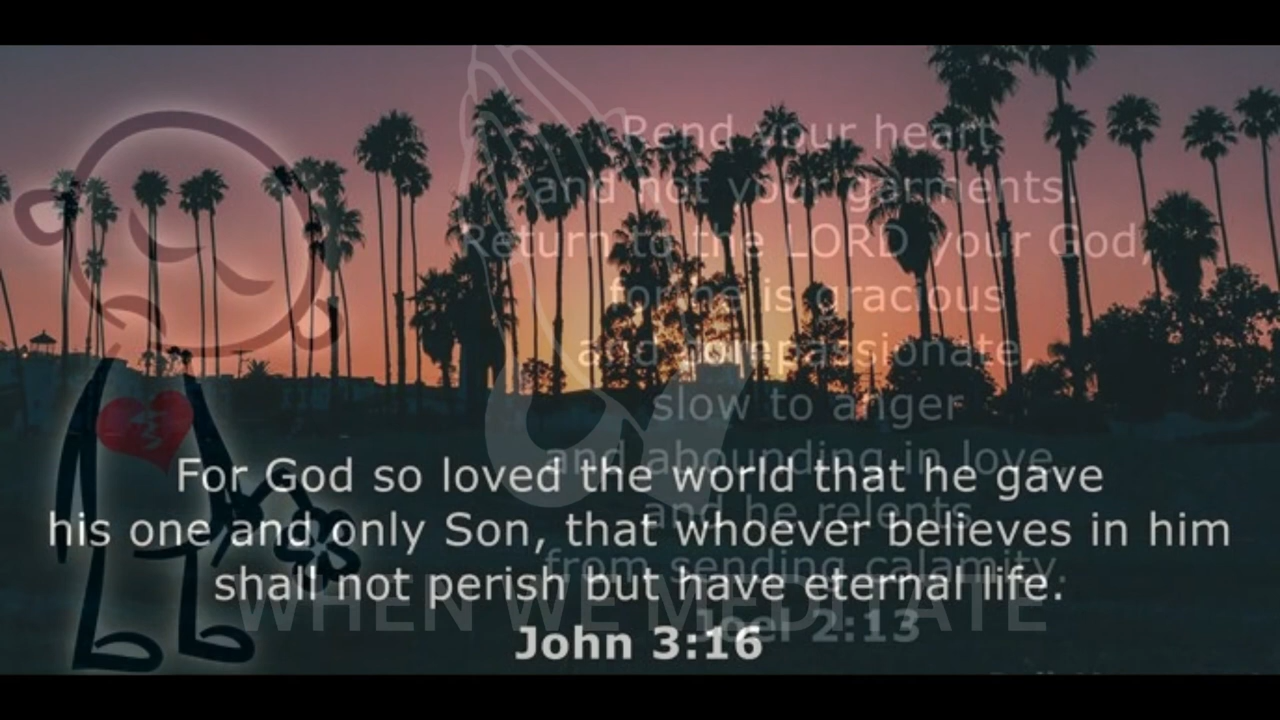 Rend your heart
and not your garments.
Return to the LORD your God,
for he is gracious
and compassionate,
slow to anger
and abounding in love,
and he relents
from sending calamity.
Joel 2:13
For God so loved the world that he gave
his one and only Son, that whoever believes in him
shall not perish but have eternal life.
John 3:16
WHEN WE MEDITATE